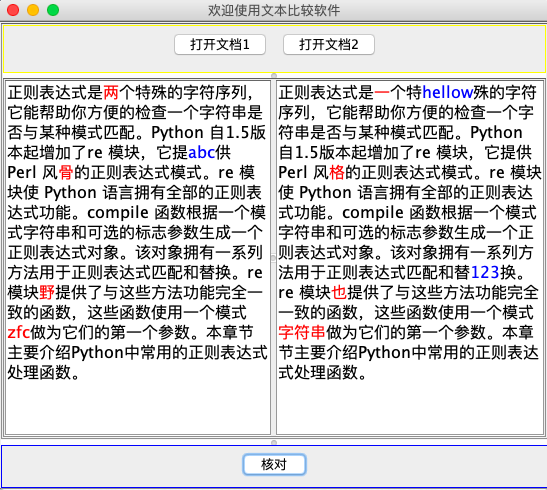 欢迎使用文本比较软件
打开文档1 打开文档2
正则表达式是两个特殊的字符序列，
它能帮助你方便的检查一个字符串是
否与某种模式匹配。Python 自1.5版
本起增加了re 模块，它提abc供
Perl 风骨的正则表达式模式。re 模
块使 Python 语言拥有全部的正则表
达式功能。compile 函数根据一个模
式字符串和可选的标志参数生成一个
正则表达式对象。该对象拥有一系列
方法用于正则表达式匹配和替换。re
模块野提供了与这些方法功能完全一
致的函数，这些函数使用一个模式
zfc做为它们的第一个参数。本章节
主要介绍Python中常用的正则表达式
处理函数。
正则表达式是一个特hellow殊的字符
序列，它能帮助你方便的检查一个字
符串是否与某种模式匹配。Python
自1.5版本起增加了re 模块，它提供
Perl 风格的正则表达式模式。re 模
块使 Python 语言拥有全部的正则表
达式功能。compile 函数根据一个模
式字符串和可选的标志参数生成一个
正则表达式对象。该对象拥有一系列
方法用于正则表达式匹配和替123换。
re 模块也提供了与这些方法功能完全
一致的函数，这些函数使用一个模式
字符串做为它们的第一个参数。本章
节主要介绍Python中常用的正则表达
式处理函数。
核对